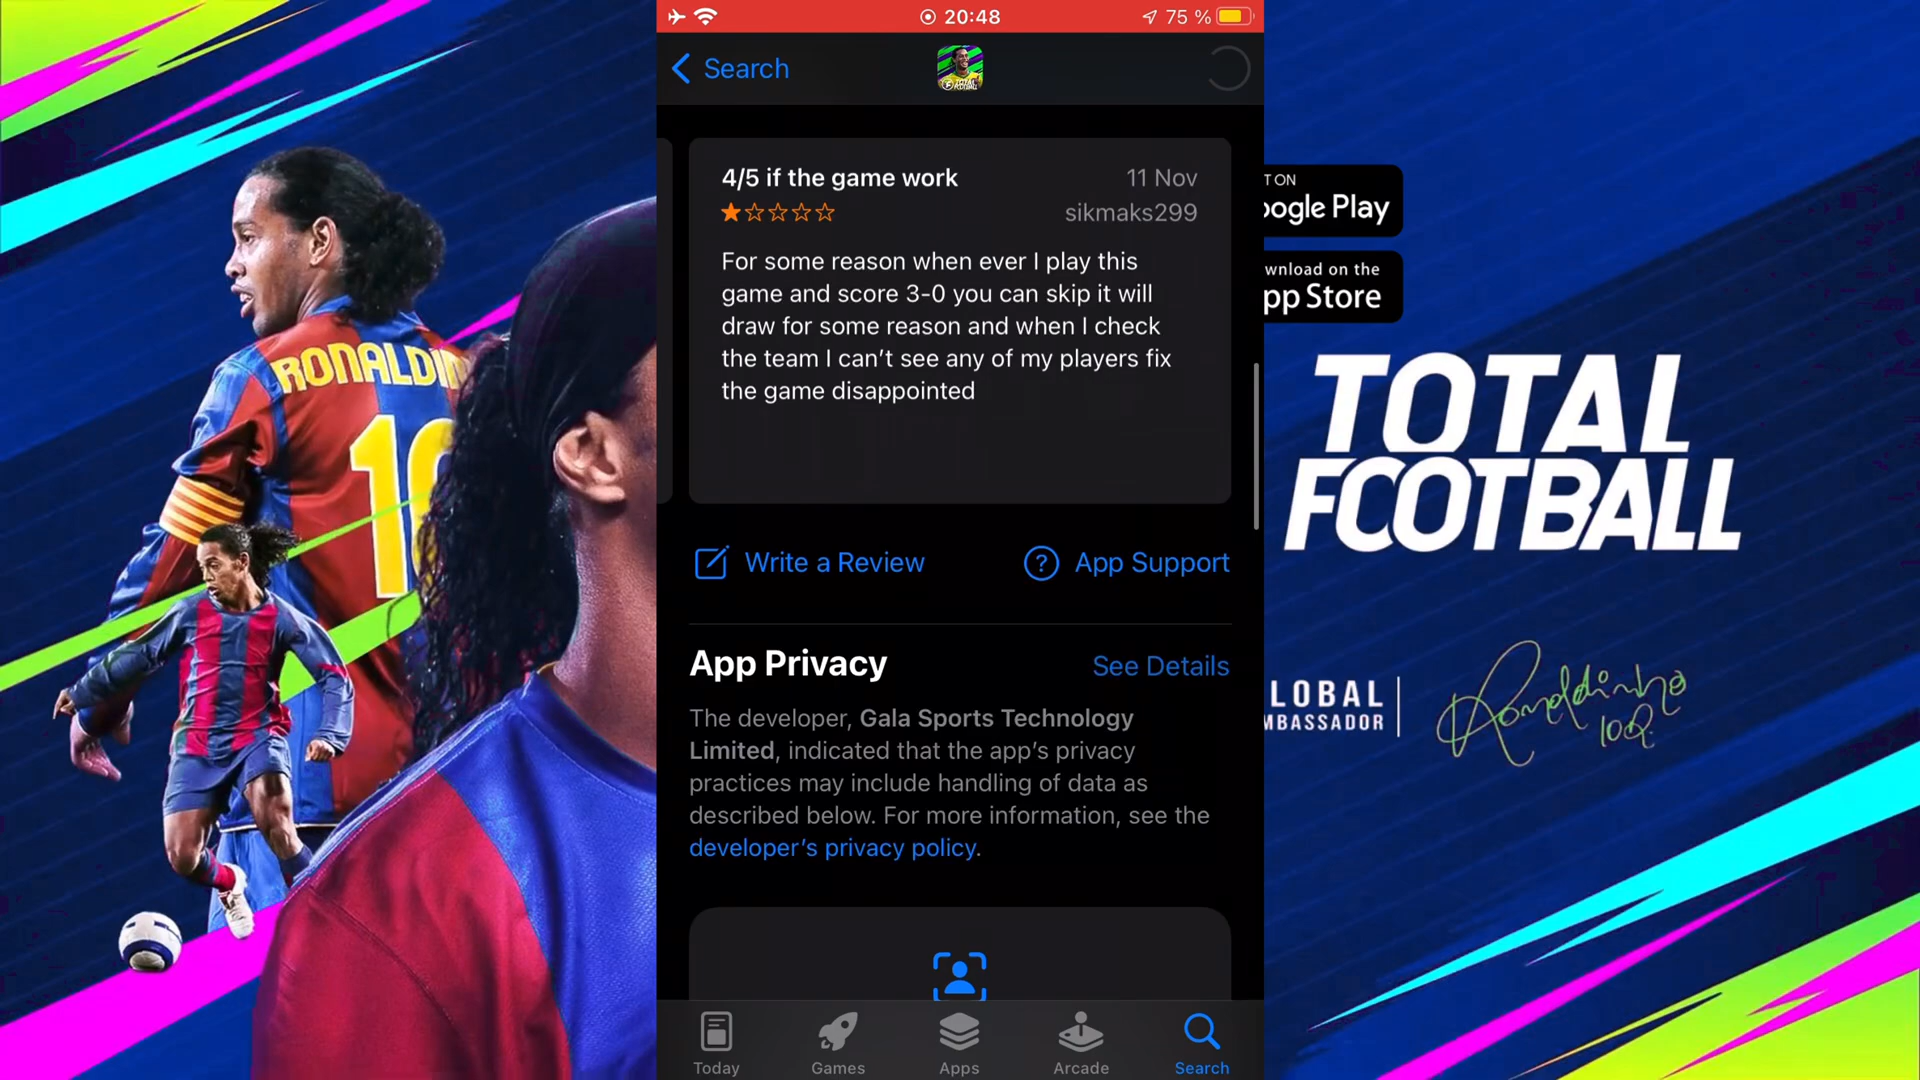 20:48
75 %
Search
TOTAL
FOOTBALL
4/5 if the game work
11 Nov
sikmaks299
For some reason when ever I play this
game and score 3-0 you can skip it will
draw for some reason and when I check
the team I can’t see any of my players fix
the game disappointed
Write a Review
App Support
App Privacy
See Details
The developer, Gala Sports Technology
Limited, indicated that the app’s privacy
practices may include handling of data as
described below. For more information, see the
developer’s privacy policy.
Today
Games
Apps
Arcade
Search
RONALDIN
10
T ON
oogle Play
wnload on the
pp Store
TOTAL
FOOTBALL
LOBAL
MBASSADOR
Ronaldinho
10R